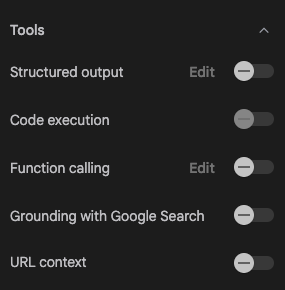 Tools
Structured output Edit
Code execution
Function calling Edit
Grounding with Google Search
URL context